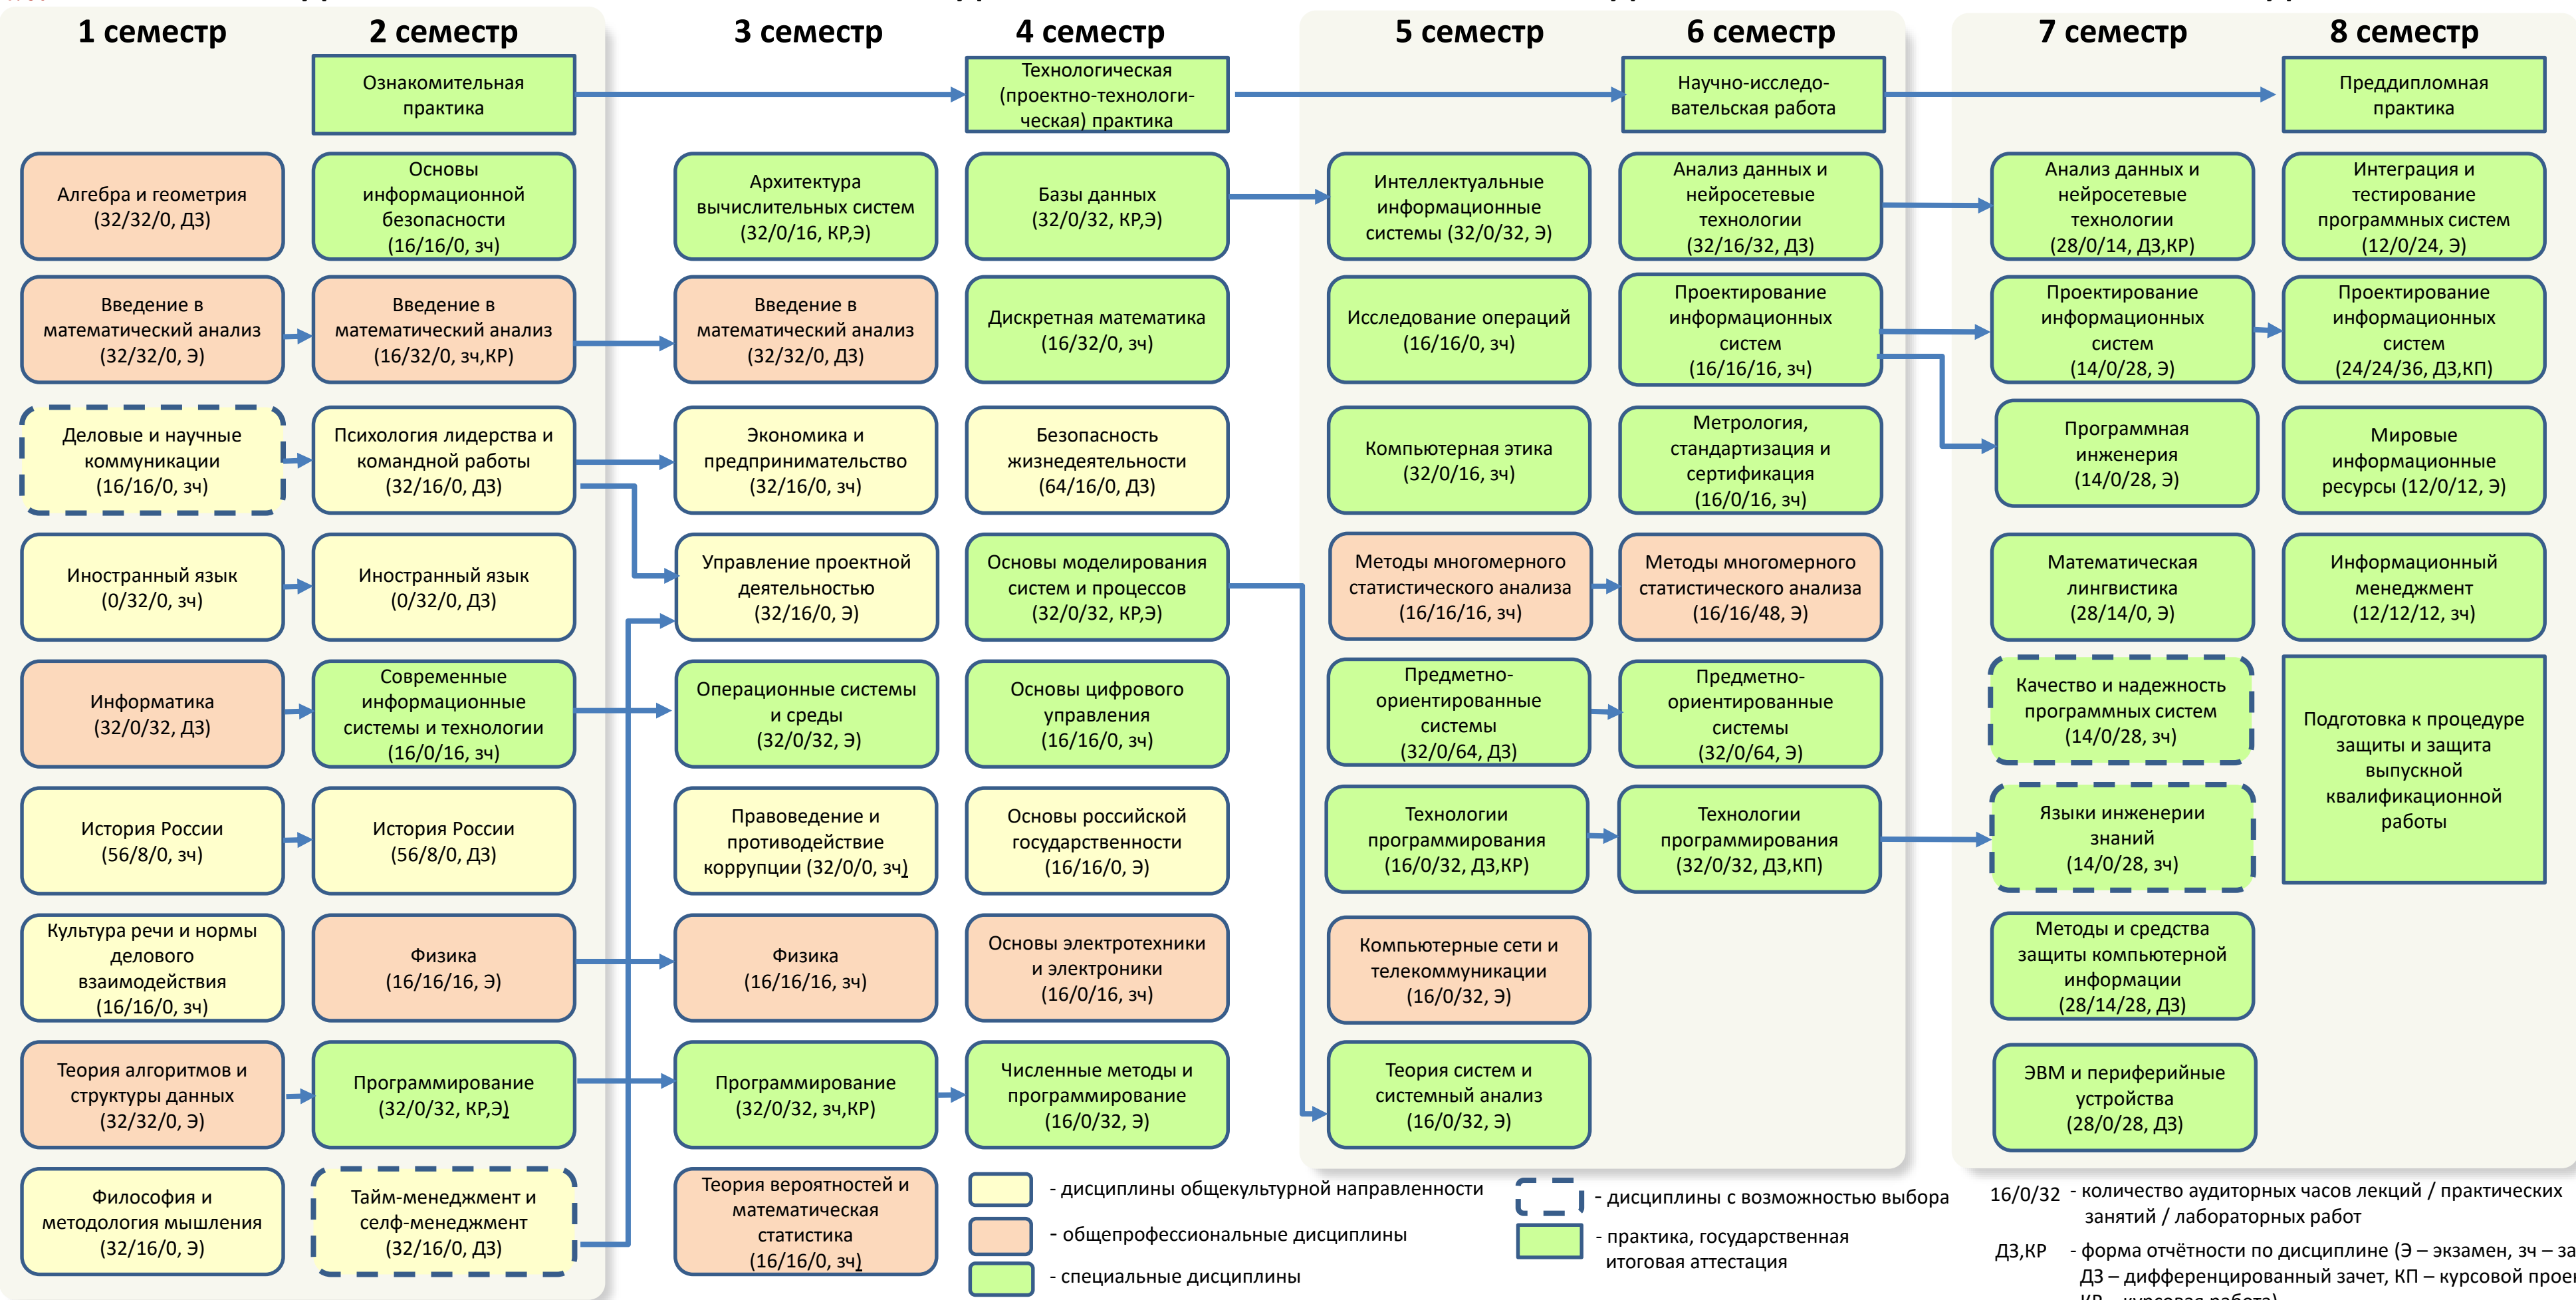 1 семестр
2 семестр
3 семестр
4 семестр
5 семестр
6 семестр
7 семестр
8 семестр
Ознакомительная
практика
Технологическая
(проектно-технологи-
ческая) практика
Научно-исследо-
вательская работа
Преддипломная
практика
Алгебра и геометрия
(32/32/0, ДЗ)
Основы
информационной
безопасности
(16/16/0, зч)
Архитектура
вычислительных систем
(32/0/16, КР,Э)
Базы данных
(32/0/32, КР,Э)
Интеллектуальные
информационные
системы (32/0/32, Э)
Анализ данных и
нейросетевые
технологии
(32/16/32, ДЗ)
Анализ данных и
нейросетевые
технологии
(28/0/14, ДЗ,КР)
Интеграция и
тестирование
программных систем
(12/0/24, Э)
Введение в
математический анализ
(32/32/0, Э)
Введение в
математический анализ
(16/32/0, зч,КР)
Введение в
математический анализ
(32/32/0, ДЗ)
Дискретная математика
(16/32/0, зч)
Исследование операций
(16/16/0, зч)
Проектирование
информационных
систем
(16/16/16, зч)
Проектирование
информационных
систем
(14/0/28, Э)
Проектирование
информационных
систем
(24/24/36, ДЗ,КП)
Деловые и научные
коммуникации
(16/16/0, зч)
Психология лидерства и
командной работы
(32/16/0, ДЗ)
Экономика и
предпринимательство
(32/16/0, зч)
Безопасность
жизнедеятельности
(64/16/0, ДЗ)
Компьютерная этика
(32/0/16, зч)
Метрология,
стандартизация и
сертификация
(16/0/16, зч)
Программная
инженерия
(14/0/28, Э)
Мировые
информационные
ресурсы (12/0/12, Э)
Иностранный язык
(0/32/0, зч)
Иностранный язык
(0/32/0, ДЗ)
Управление проектной
деятельностью
(32/16/0, Э)
Основы моделирования
систем и процессов
(32/0/32, КР,Э)
Методы многомерного
статистического анализа
(16/16/16, зч)
Методы многомерного
статистического анализа
(16/16/48, Э)
Математическая
лингвистика
(28/14/0, Э)
Информационный
менеджмент
(12/12/12, зч)
Информатика
(32/0/32, ДЗ)
Современные
информационные
системы и технологии
(16/0/16, зч)
Операционные системы
и среды
(32/0/32, Э)
Основы цифрового
управления
(16/16/0, зч)
Предметно-
ориентированные
системы
(32/0/64, ДЗ)
Предметно-
ориентированные
системы
(32/0/64, Э)
Качество и надежность
программных систем
(14/0/28, зч)
Подготовка к процедуре
защиты и защита
выпускной
квалификационной
работы
История России
(56/8/0, зч)
История России
(56/8/0, ДЗ)
Правоведение и
противодействие
коррупции (32/0/0, зч)
Основы российской
государственности
(16/16/0, Э)
Технологии
программирования
(16/0/32, ДЗ,КР)
Технологии
программирования
(32/0/32, ДЗ,КП)
Языки инженерии
знаний
(14/0/28, зч)
Культура речи и нормы
делового
взаимодействия
(16/16/0, зч)
Физика
(16/16/16, Э)
Физика
(16/16/16, зч)
Основы электротехники
и электроники
(16/0/16, зч)
Компьютерные сети и
телекоммуникации
(16/0/32, Э)
Методы и средства
защиты компьютерной
информации
(28/14/28, ДЗ)
Теория алгоритмов и
структуры данных
(32/32/0, Э)
Программирование
(32/0/32, КР,Э)
Программирование
(32/0/32, зч,КР)
Численные методы и
программирование
(16/0/32, Э)
Теория систем и
системный анализ
(16/0/32, Э)
ЭВМ и периферийные
устройства
(28/0/28, ДЗ)
Философия и
методология мышления
(32/16/0, Э)
Тайм-менеджмент и
селф-менеджмент
(32/16/0, ДЗ)
Теория вероятностей и
математическая
статистика
(16/16/0, зч)
- дисциплины общекультурной направленности
- общепрофессиональные дисциплины
- специальные дисциплины
- дисциплины с возможностью выбора
- практика, государственная
итоговая аттестация
16/0/32 - количество аудиторных часов лекций / практических
занятий / лабораторных работ
ДЗ,КР - форма отчётности по дисциплине (Э – экзамен, зч – за
ДЗ – дифференцированный зачет, КП – курсовой прое